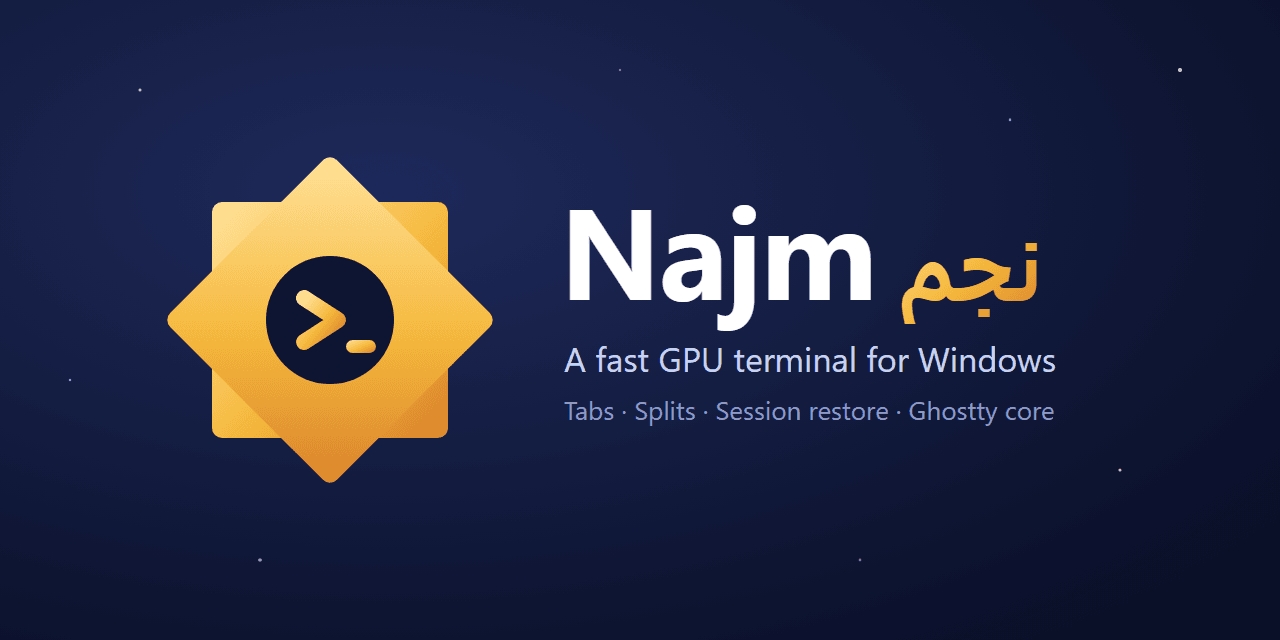 Najm نجم
A fast GPU terminal for Windows
Tabs · Splits · Session restore · Ghostty core
>_